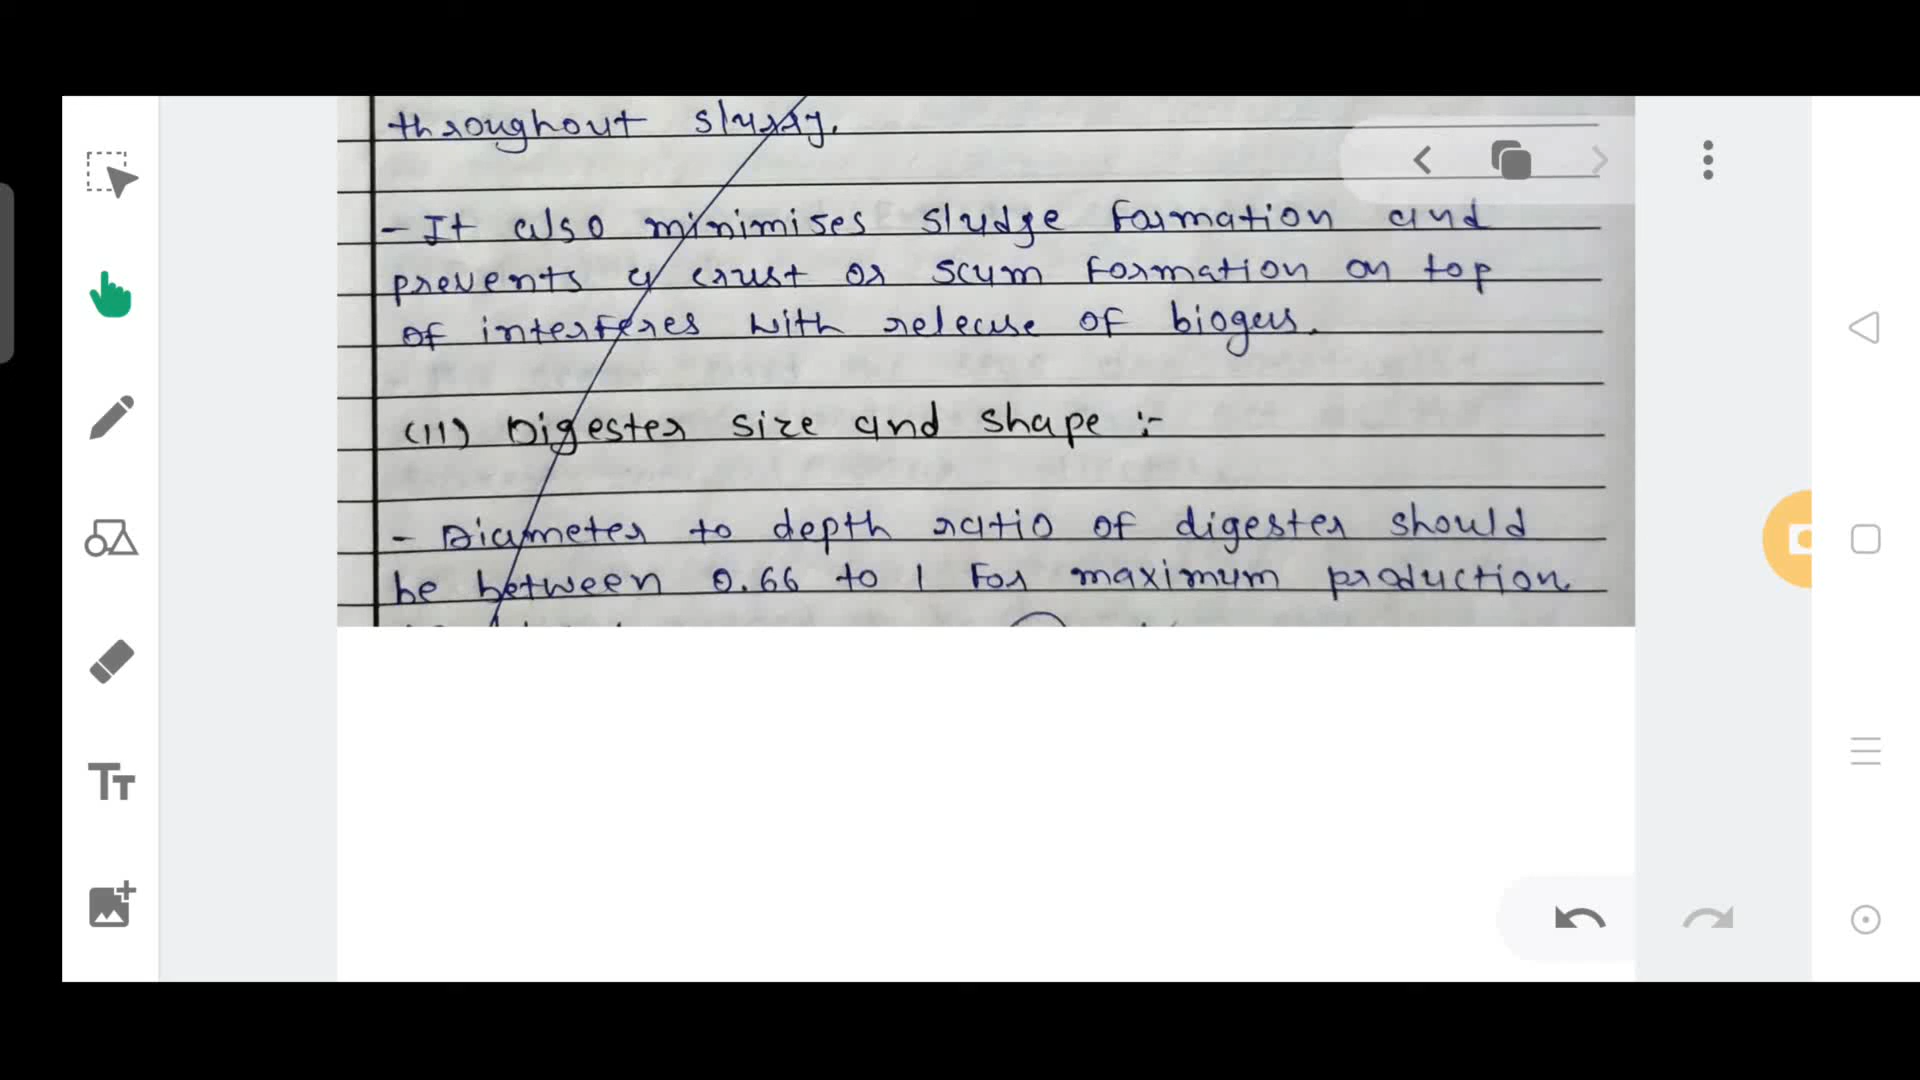 throughout slurry.
- It also minimises sludge formation and
prevents a crust or scum formation on top
of interferes with release of biogas.
(11) Digester size and shape :-
- Diameter to depth ratio of digester should
be between 0.66 to 1 For maximum production
TT